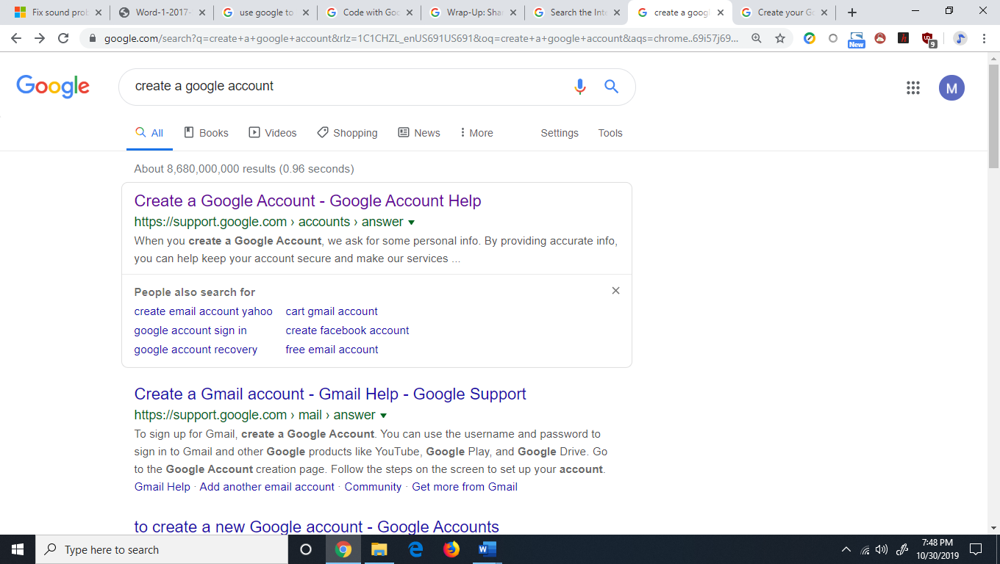 Fix sound prob
Word-1-2017-
use google to
Code with Goo
Wrap-Up: Shar
Search the Inte
create a googl
Create your Go
google.com/search?q=create+a+google+account&rlz=1C1CHZL_enUS691US691&oq=create+a+google+account&aqs=chrome..69i57j69...
New
9
Google
create a google account
M
All
Books
Videos
Shopping
News
More
Settings
Tools
About 8,680,000,000 results (0.96 seconds)
Create a Google Account - Google Account Help
https://support.google.com › accounts › answer
When you create a Google Account, we ask for some personal info. By providing accurate info,
you can help keep your account secure and make our services ...
People also search for
create email account yahoo
cart gmail account
google account sign in
create facebook account
google account recovery
free email account
Create a Gmail account - Gmail Help - Google Support
https://support.google.com › mail › answer
To sign up for Gmail, create a Google Account. You can use the username and password to
sign in to Gmail and other Google products like YouTube, Google Play, and Google Drive. Go
to the Google Account creation page. Follow the steps on the screen to set up your account.
Gmail Help · Add another email account · Community · Get more from Gmail
to create a new Google account - Google Accounts
Type here to search
7:48 PM
10/30/2019